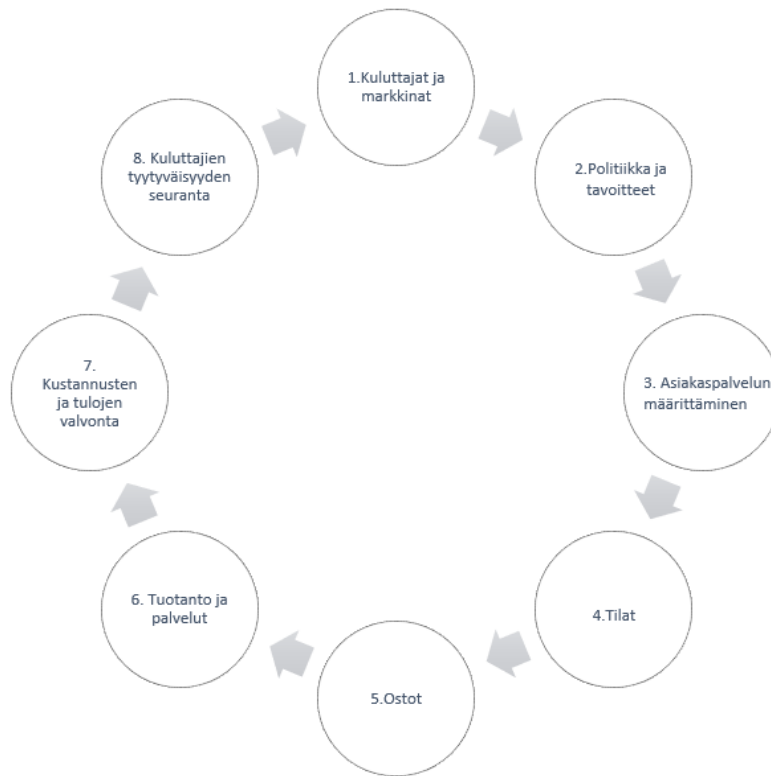 1.Kuluttajat ja
markkinat
2.Politiikka ja
tavoitteet
3. Asiakaspalvelun
määrittäminen
4.Tilat
5.Ostot
6. Tuotanto ja
palvelut
7.
Kustannusten
ja tulojen
valvonta
8. Kuluttajien
tyytyväisyyden
seuranta